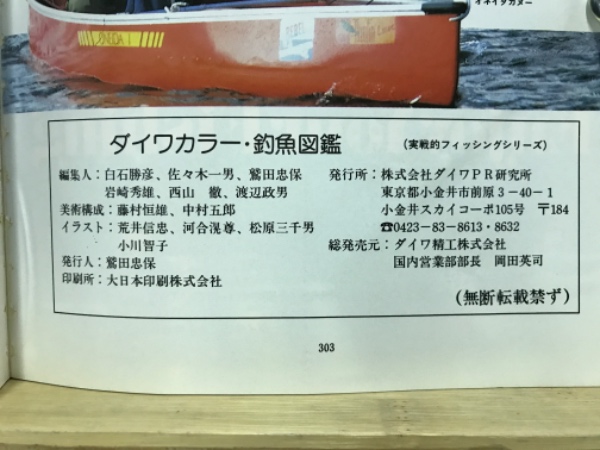 オネイダカヌー
ONEIDA I
REBEL
ダイワカラー・釣魚図鑑 (実戦的フィッシングシリーズ)
編集人:白石勝彦、佐々木一男、鷲田忠保
岩崎秀雄、西山 徹、渡辺政男
美術構成:藤村恒雄、中村五郎
イラスト:荒井信忠、河合滉尊、松原三千男
小川智子
発行人:鷲田忠保
印刷所:大日本印刷株式会社
発行所:株式会社ダイワPR研究所
東京都小金井市前原3-40-1
小金井スカイコーポ105号 〒184
☎0423-83-8613・8632
総発売元:ダイワ精工株式会社
国内営業部部長 岡田英司
(無断転載禁ず)
303